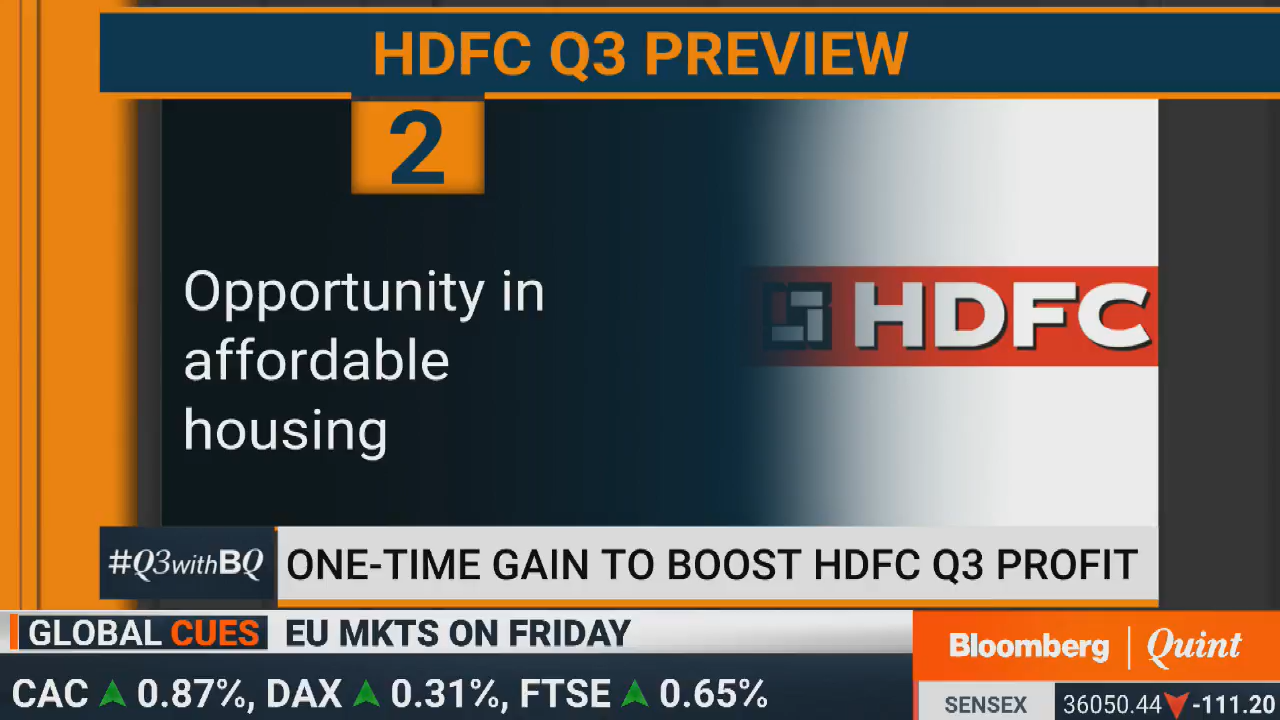 HDFC Q3 PREVIEW
2
Opportunity in
affordable
housing
HDFC
#Q3withBQ
ONE-TIME GAIN TO BOOST HDFC Q3 PROFIT
GLOBAL CUES
EU MKTS ON FRIDAY
Bloomberg | Quint
CAC ▲ 0.87%, DAX ▲ 0.31%, FTSE ▲ 0.65%
SENSEX
36050.44 ▼ -111.20